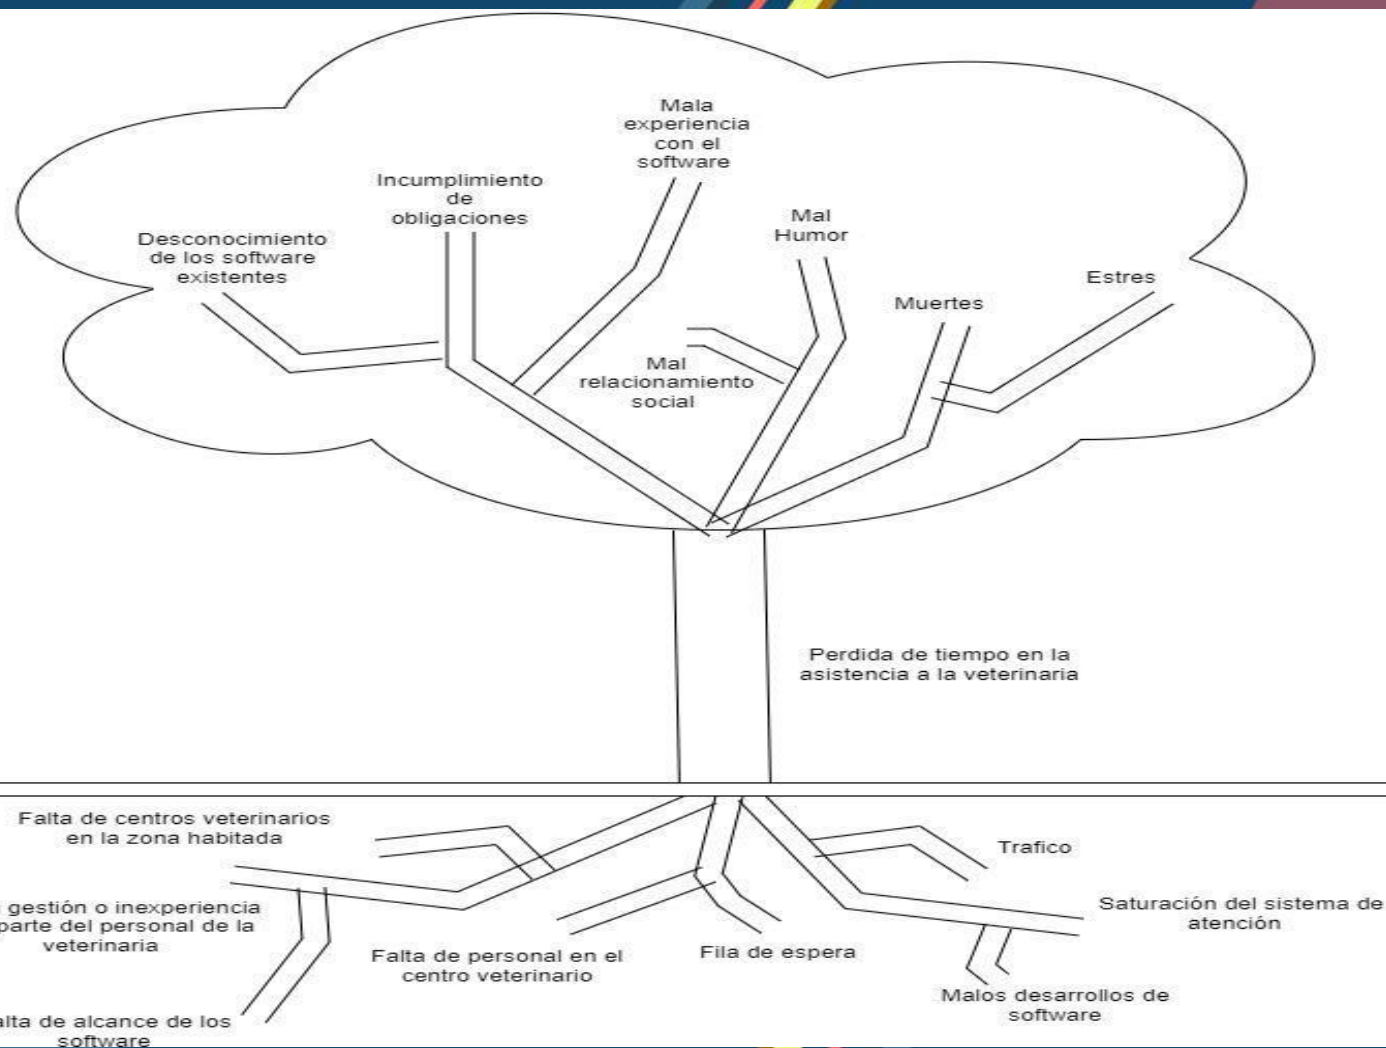 Mala
experiencia
con el
software
Incumplimiento
de
obligaciones
Mal
Humor
Desconocimiento
de los software
existentes
Estres
Muertes
Mal
relacionamiento
social
Perdida de tiempo en la
asistencia a la veterinaria
Falta de centros veterinarios
en la zona habitada
Trafico
gestión o inexperiencia
parte del personal de la
veterinaria
Saturación del sistema de
atención
Falta de personal en el
centro veterinario
Fila de espera
Malos desarrollos de
software
alta de alcance de los
software